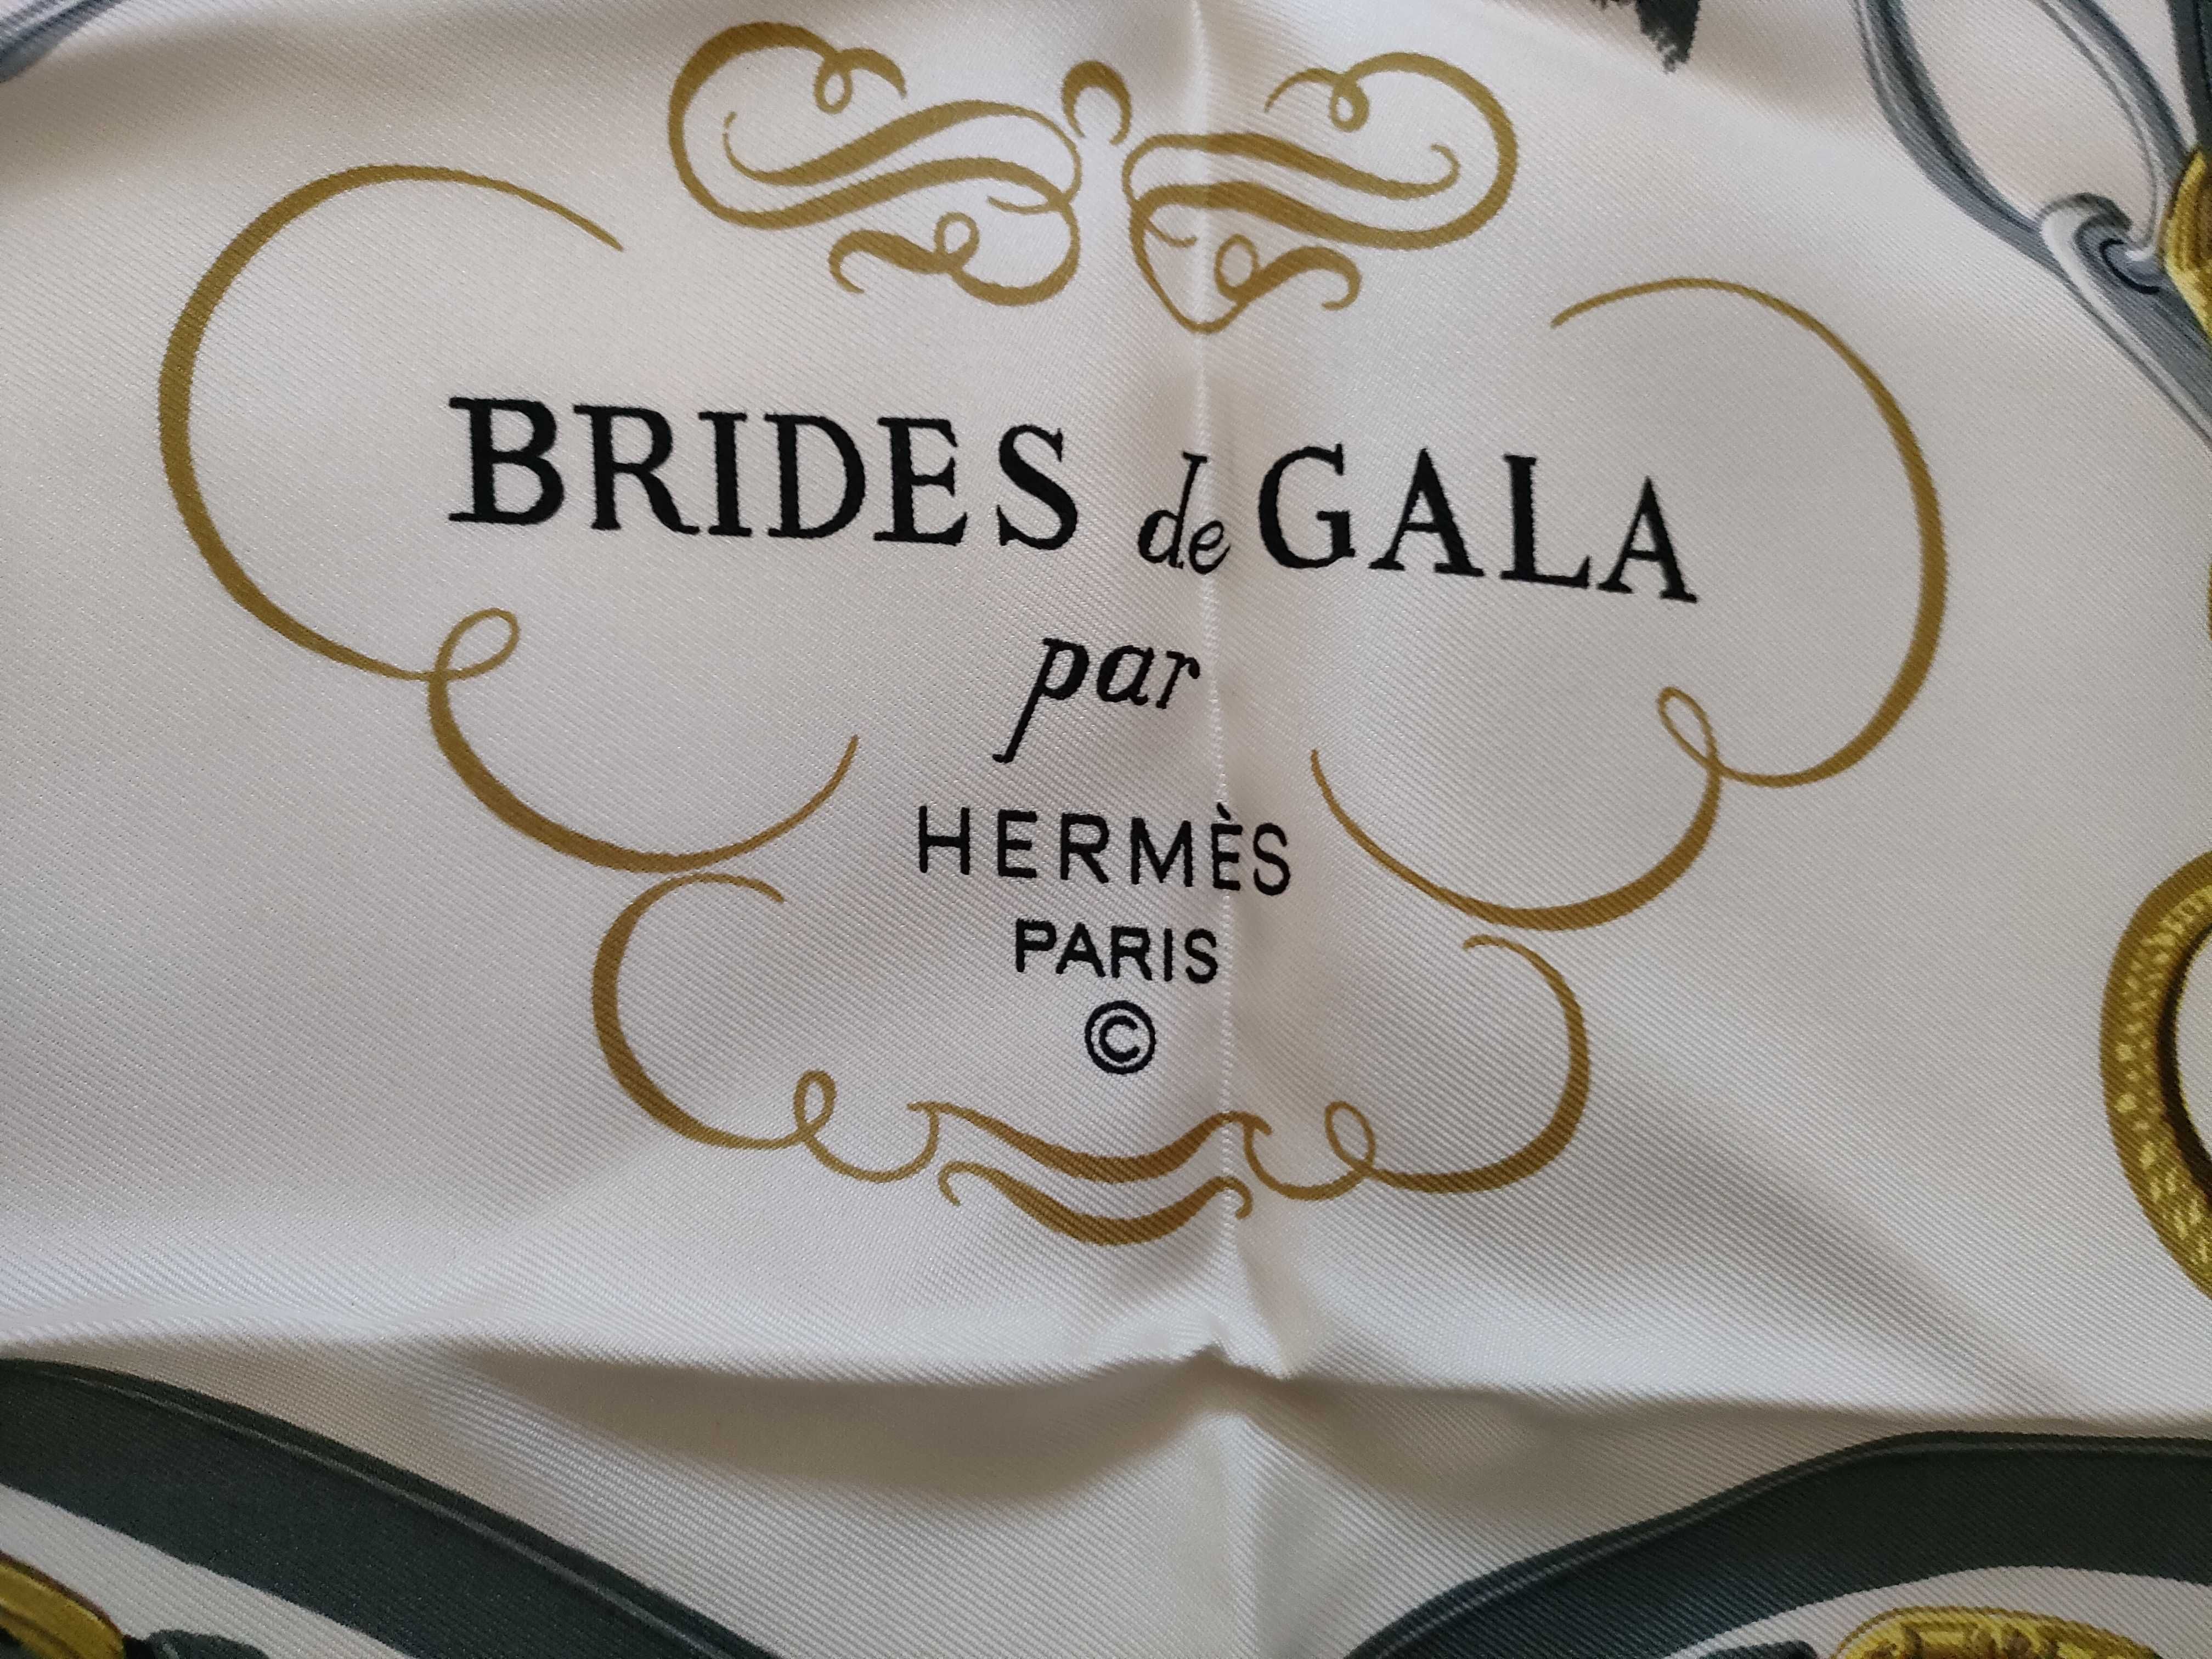 BRIDES de GALA
par
HERMÈS
PARIS
©